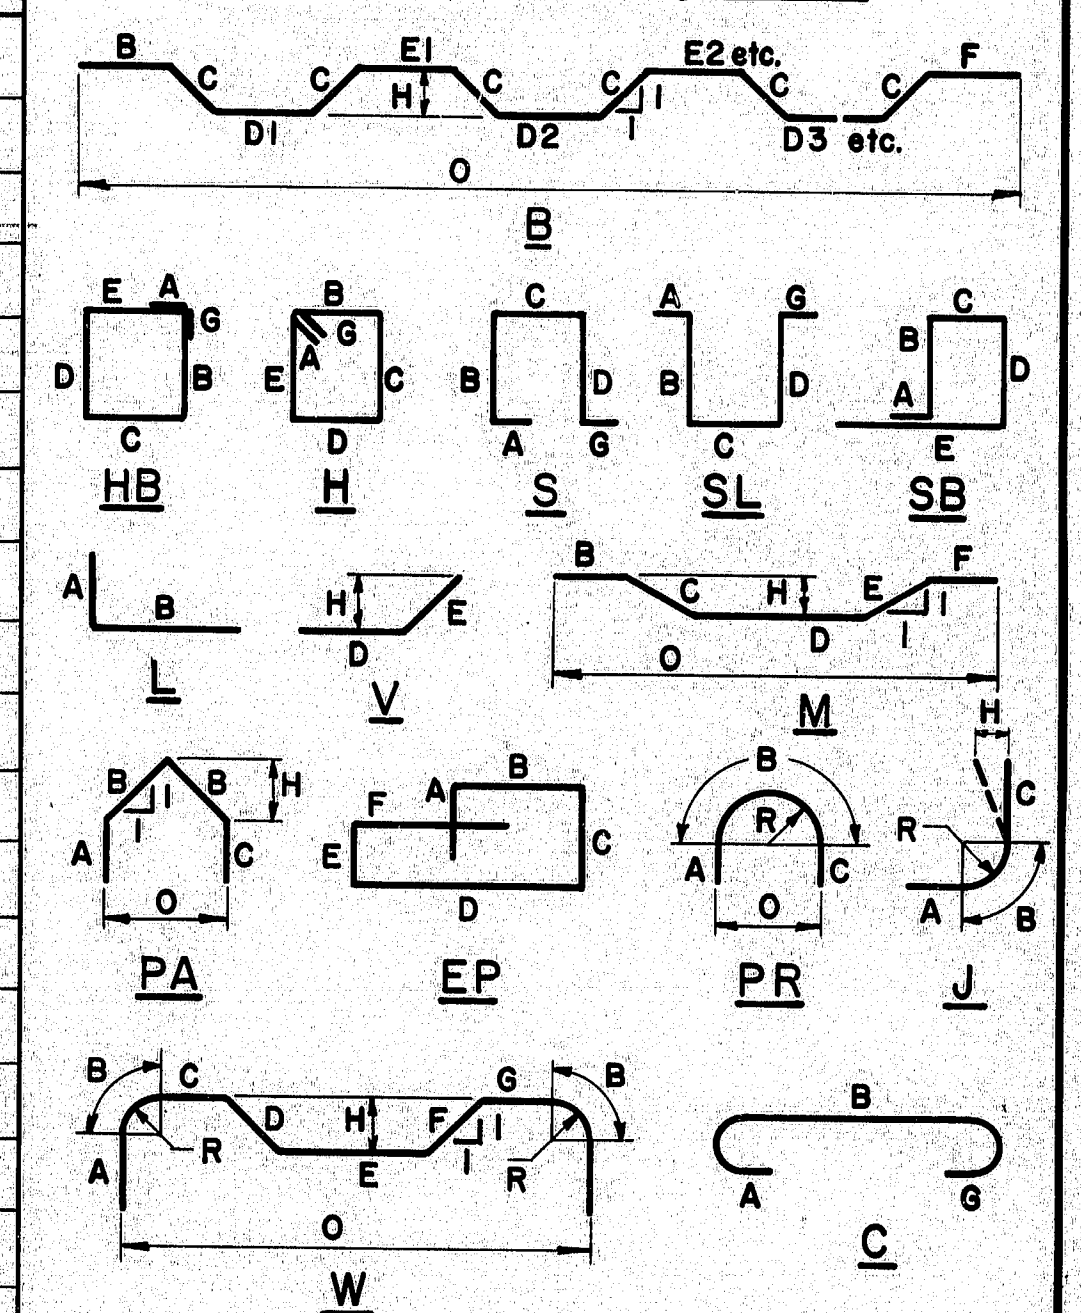 B C C E1 C C E2 etc. C C F
H 1
D1 D2 1 D3 etc.
O
B
E A B C A G C
G G B
D B E A C B D B D A D
C D A G C E
HB H S SL SB
A B H E B C H E F
D D 1 1
O
L V M
H
B B H A B B C
1 1 F R R
A C E C A C
O D O A B
PA EP PR J
B C G B B
D H F 1
A R E 1 R A G
O C
W